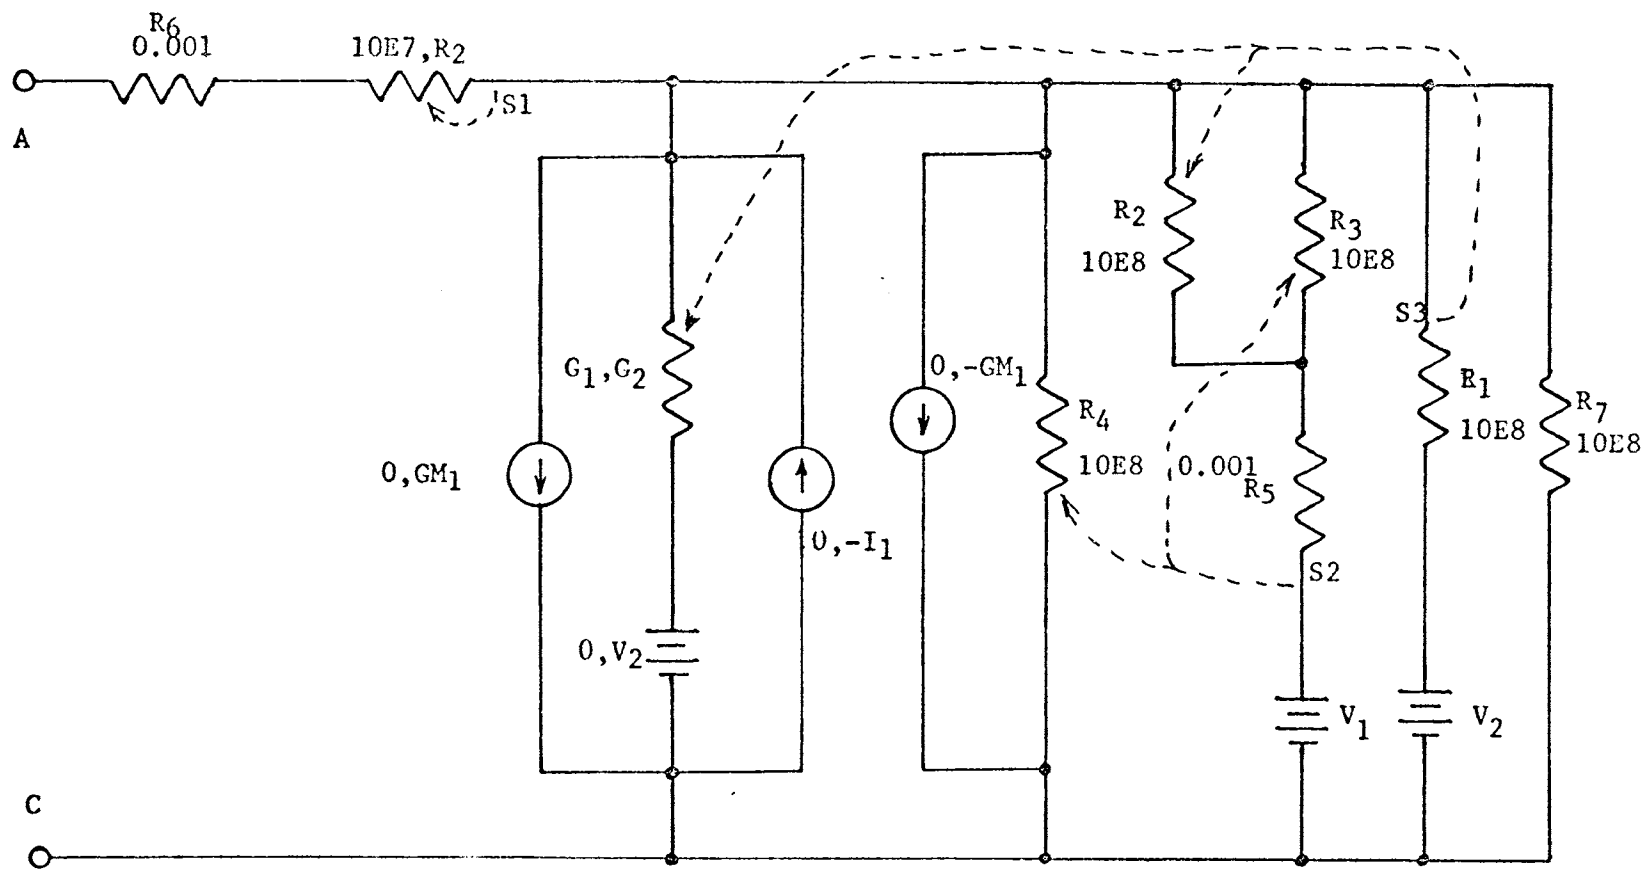 R6
0.001
10E7,R2
S1
A
R2
10E8
R3
10E8
S3
G1,G2
0,-GM1
R4
10E8
R1
10E8
R7
10E8
0,GM1
0.001
R5
0,-I1
S2
0,V2
V1
V2
C